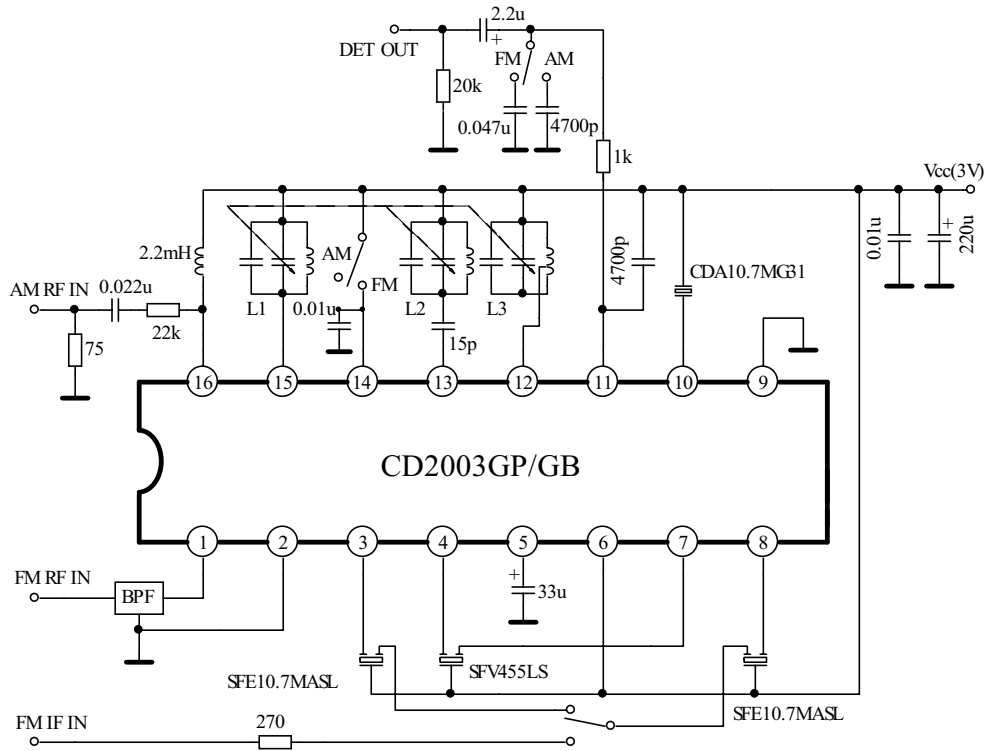 2.2u
+
DET OUT
FM
AM
20k
0.047u
4700p
1k
Vcc(3V)
2.2mH
AM
FM
4700p
CDA10.7MG31
0.01u
+
220u
AM RF IN
0.022u
22k
L1
0.01u
L2
L3
75
15p
16
15
14
13
12
11
10
9
CD2003GP/GB
1
2
3
4
5
6
7
8
FM RF IN
BPF
+
33u
SFE10.7MASL
SFV455LS
SFE10.7MASL
FM IF IN
270